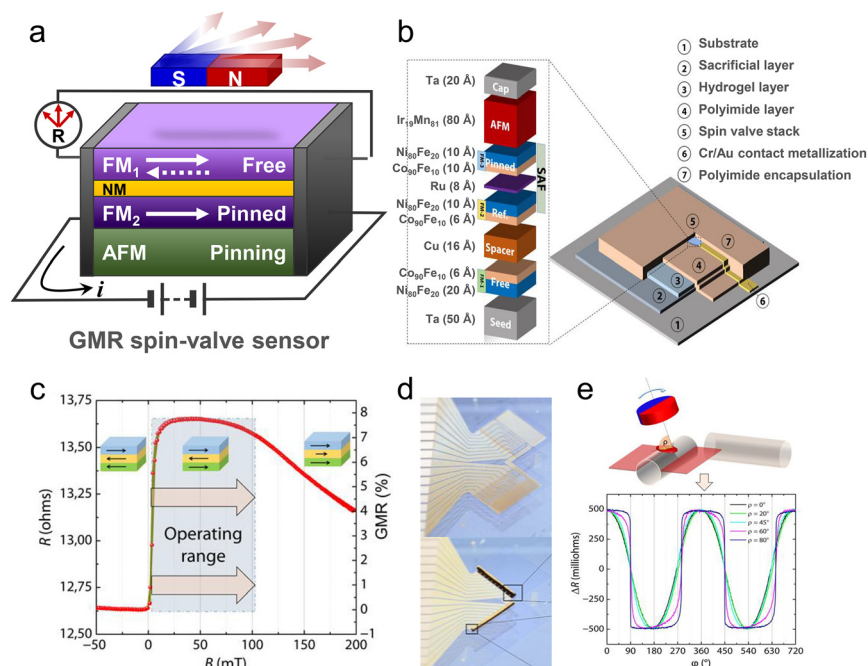 a
S N
R
FM1 Free
NM
FM2 Pinned
AFM Pinning
i
GMR spin-valve sensor
b
Ta (20 Å) Cap
Ir19Mn81 (80 Å) AFM
Ni80Fe20 (10 Å) Pinned
Co90Fe10 (10 Å)
Ru (8 Å)
SAF
Ni80Fe20 (10 Å) FM-2 Ref.
Co90Fe10 (6 Å)
Cu (16 Å) Spacer
Co90Fe10 (6 Å) FM-1 Free
Ni80Fe20 (20 Å)
Ta (50 Å) Seed
1 Substrate
2 Sacrificial layer
3 Hydrogel layer
4 Polyimide layer
5 Spin valve stack
6 Cr/Au contact metallization
7 Polyimide encapsulation
5
7
4
3
2
6
1
c
13,75
13,50
13,25
13,00
12,75
12,50
R (ohms)
Operating
range
8
7
6
5
4
3
2
1
0
−1
GMR (%)
−50 0 50 100 150 200
R (mT)
d
e
ρ
500
250
0
−250
−500
ΔR (milliohms)
ρ = 0°
ρ = 20°
ρ = 45°
ρ = 60°
ρ = 80°
0 90 180 270 360 450 540 630 720
φ (°)